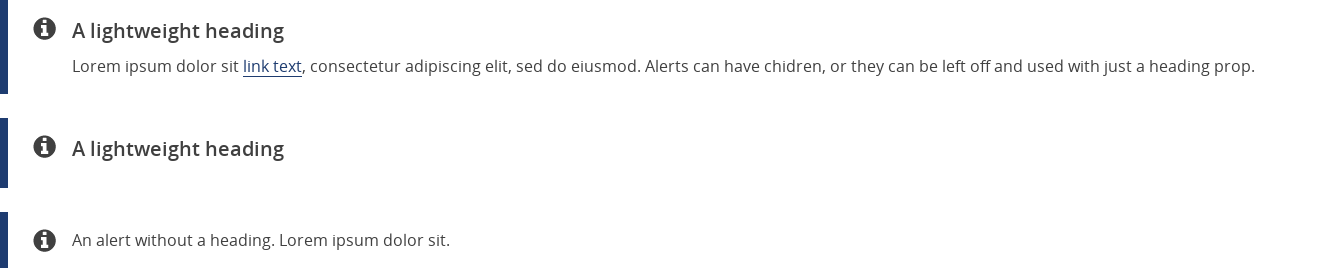 A lightweight heading
Lorem ipsum dolor sit link text, consectetur adipiscing elit, sed do eiusmod. Alerts can have chidren, or they can be left off and used with just a heading prop.
A lightweight heading
An alert without a heading. Lorem ipsum dolor sit.